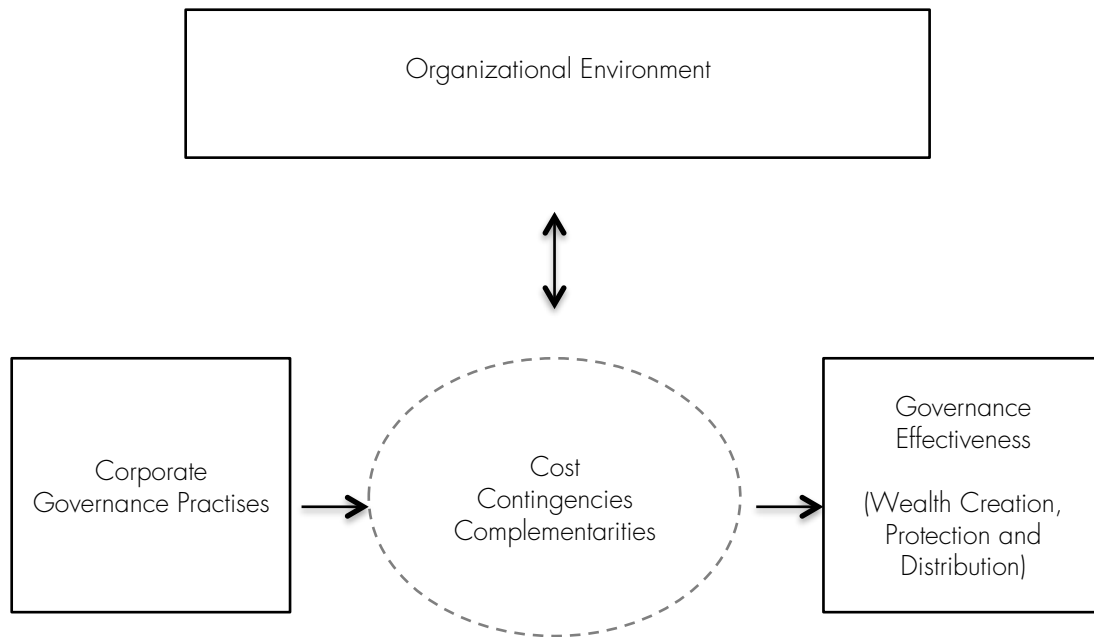 Organizational Environment
Corporate
Governance Practises
Cost
Contingencies
Complementarities
Governance
Effectiveness
(Wealth Creation,
Protection and
Distribution)